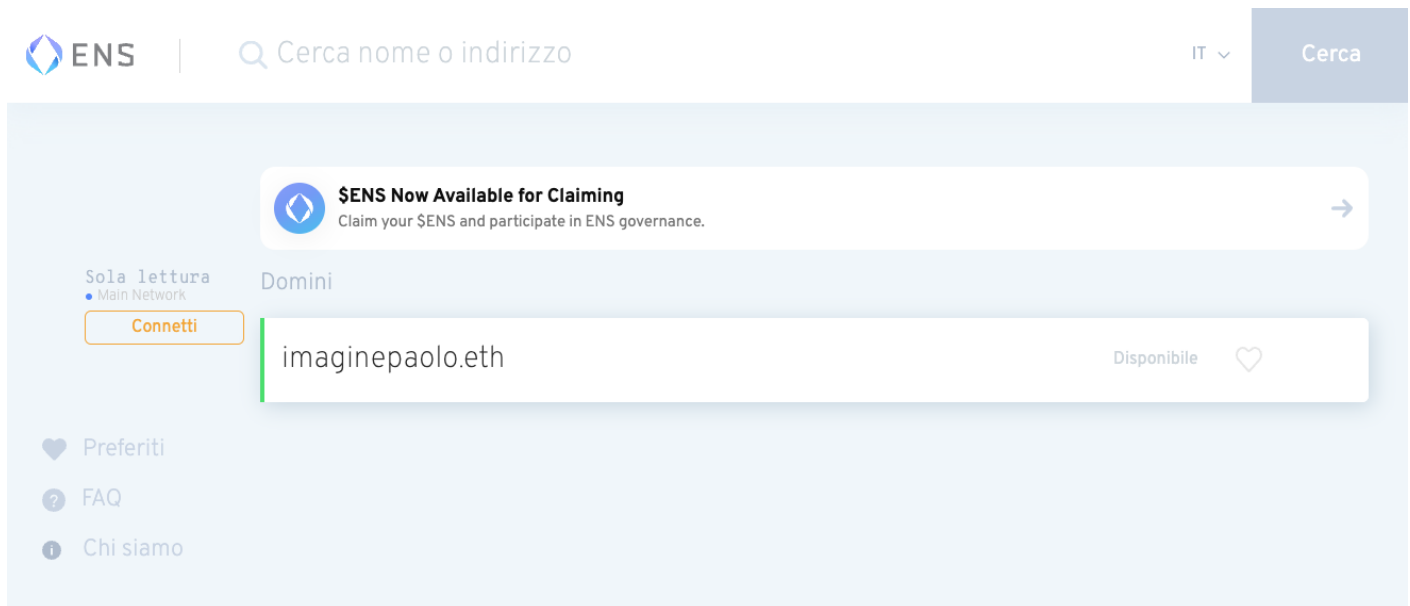 ENS
Cerca nome o indirizzo
IT
Cerca
$ENS Now Available for Claiming
Claim your $ENS and participate in ENS governance.
Sola lettura
Main Network
Connetti
Domini
imaginepaolo.eth
Disponibile
Preferiti
FAQ
Chi siamo